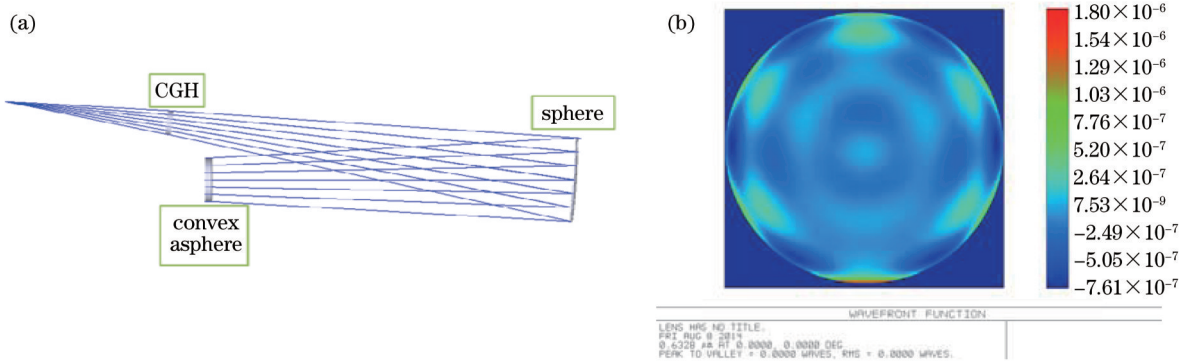 (a)
CGH
sphere
convex
asphere
(b)
1.80×10⁻⁶
1.54×10⁻⁶
1.29×10⁻⁶
1.03×10⁻⁶
7.76×10⁻⁷
5.20×10⁻⁷
2.64×10⁻⁷
7.53×10⁻⁹
−2.49×10⁻⁷
−5.05×10⁻⁷
−7.61×10⁻⁷
WAVEFRONT FUNCTION
LENS HAS NO TITLE.
FRI AUG 8 2014
0.6328 µm AT 0.0000, 0.0000 DEG
PEAK TO VALLEY = 0.0000 WAVES, RMS = 0.0000 WAVES.